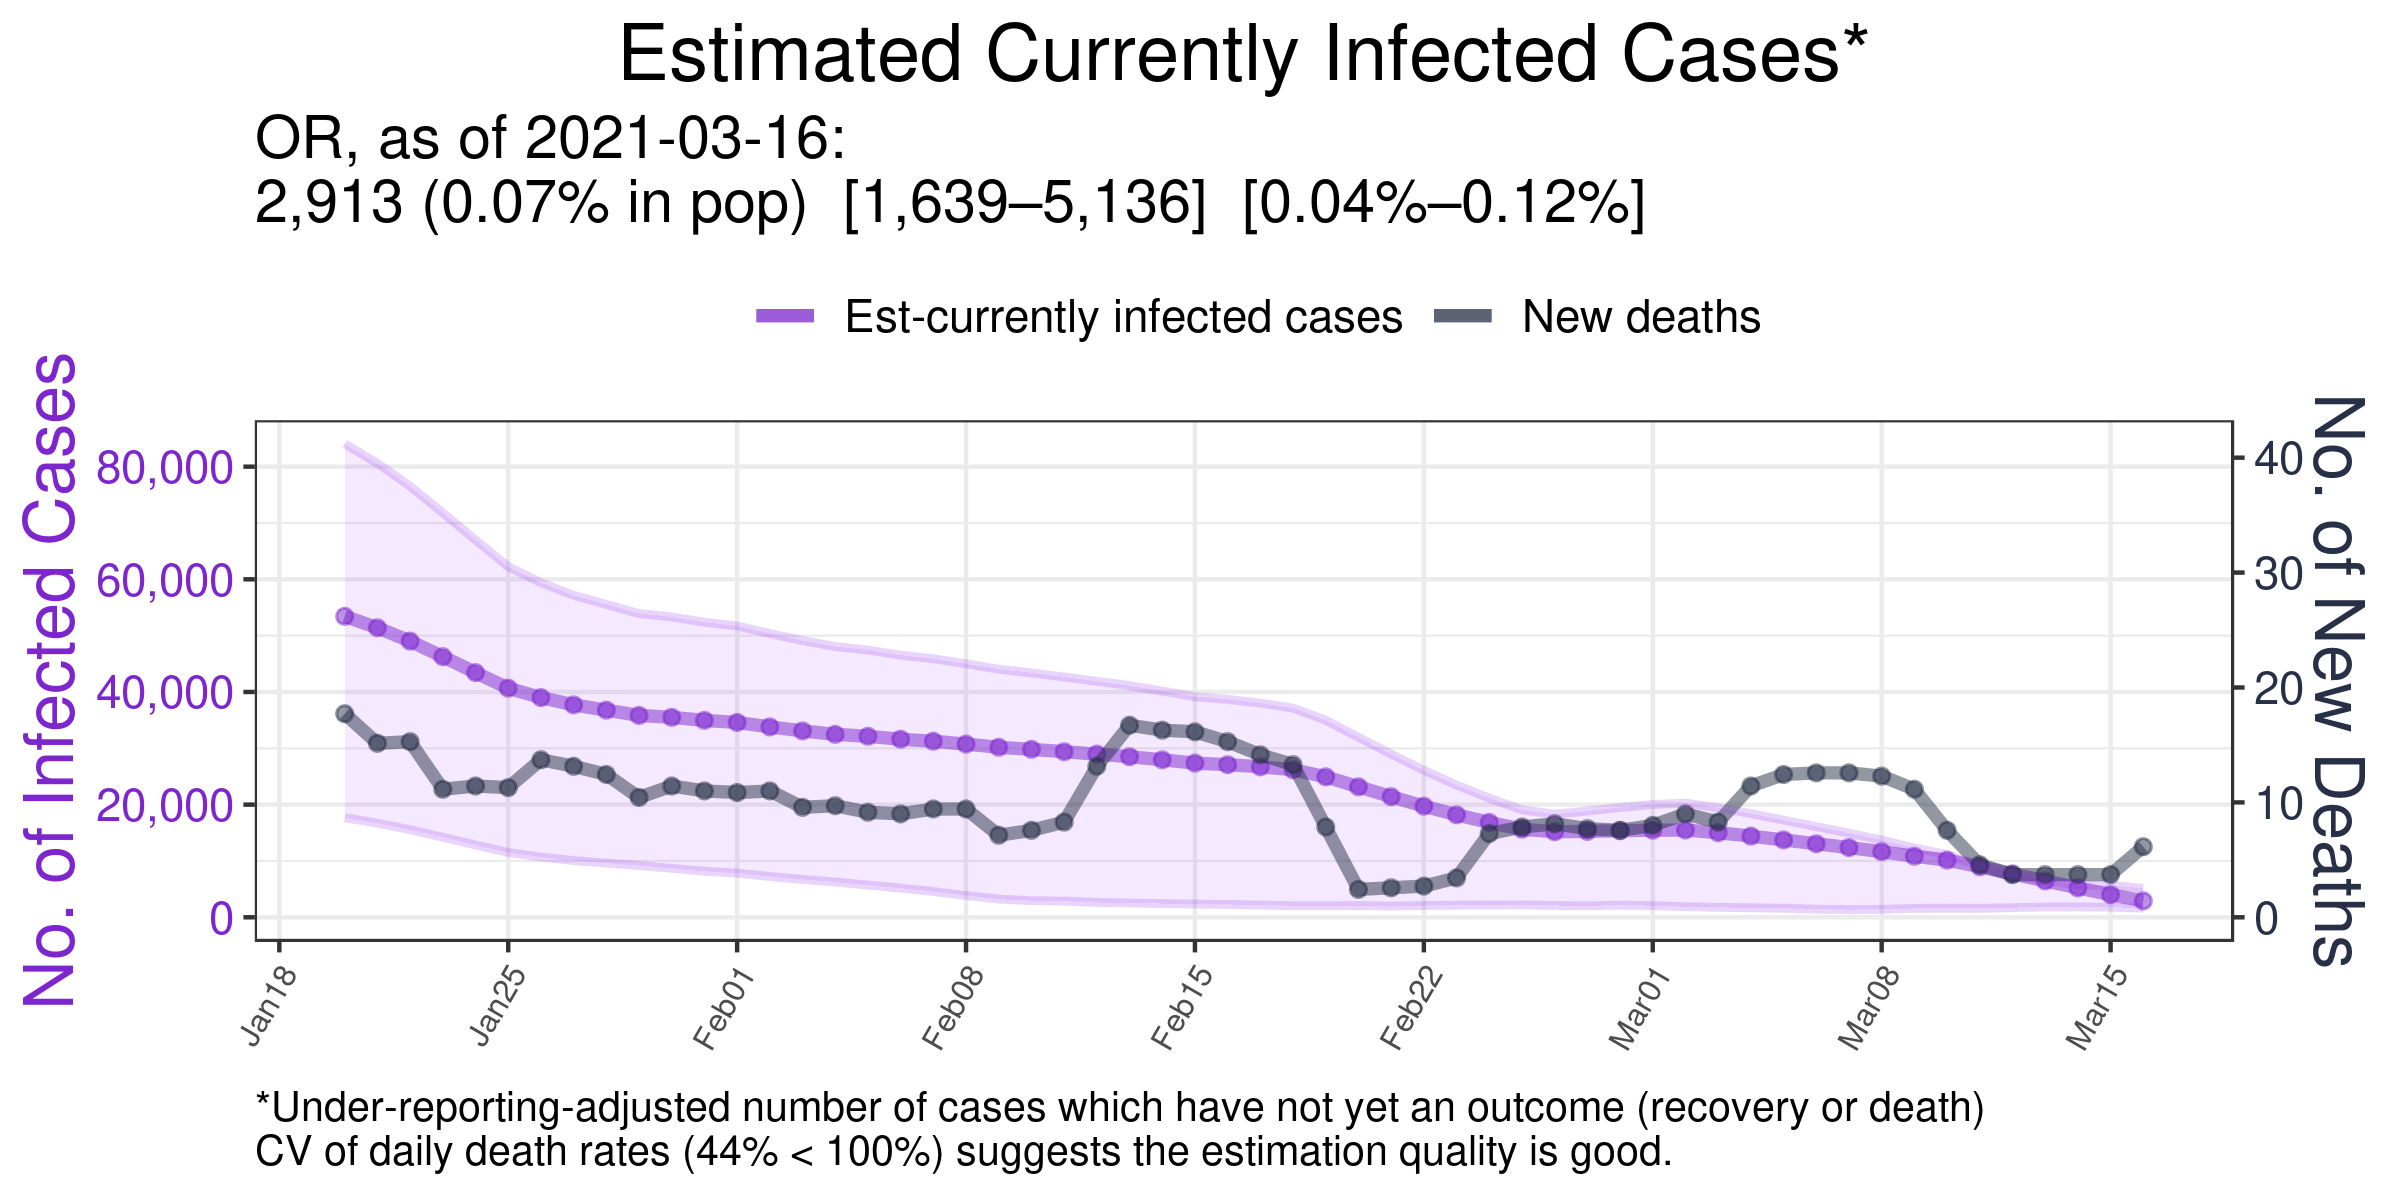 Estimated Currently Infected Cases*
OR, as of 2021-03-16:
2,913 (0.07% in pop)  [1,639–5,136]  [0.04%–0.12%]
Est-currently infected cases
New deaths
No. of Infected Cases
80,000
60,000
40,000
20,000
0
40
30
20
10
0
No. of New Deaths
Jan18
Jan25
Feb01
Feb08
Feb15
Feb22
Mar01
Mar08
Mar15
*Under-reporting-adjusted number of cases which have not yet an outcome (recovery or death)
CV of daily death rates (44% < 100%) suggests the estimation quality is good.